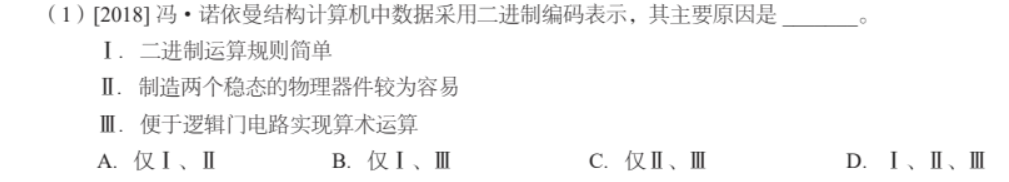 （1）[2018] 冯·诺依曼结构计算机中数据采用二进制编码表示，其主要原因是 ______。
Ⅰ. 二进制运算规则简单
Ⅱ. 制造两个稳态的物理器件较为容易
Ⅲ. 便于逻辑门电路实现算术运算
A. 仅Ⅰ、Ⅱ B. 仅Ⅰ、Ⅲ C. 仅Ⅱ、Ⅲ D. Ⅰ、Ⅱ、Ⅲ